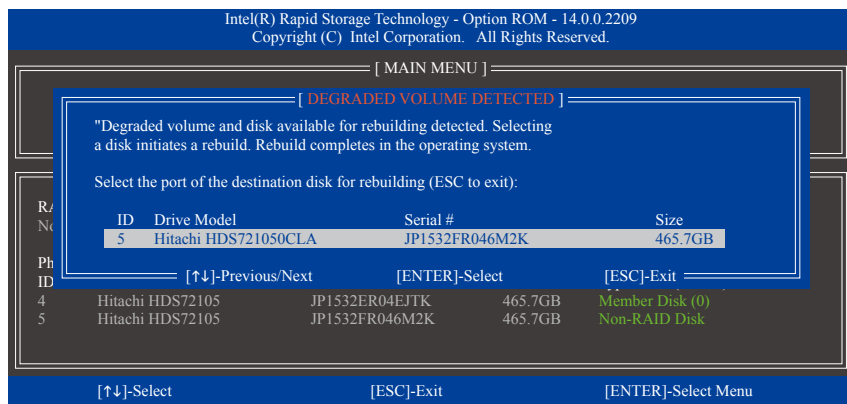 Intel(R) Rapid Storage Technology - Option ROM - 14.0.0.2209
Copyright (C) Intel Corporation. All Rights Reserved.
[ MAIN MENU ]
[ DEGRADED VOLUME DETECTED ]
"Degraded volume and disk available for rebuilding detected. Selecting
a disk initiates a rebuild. Rebuild completes in the operating system.
Select the port of the destination disk for rebuilding (ESC to exit):
ID Drive Model Serial # Size
5 Hitachi HDS721050CLA JP1532FR046M2K 465.7GB
[↑↓]-Previous/Next [ENTER]-Select [ESC]-Exit
ID
4 Hitachi HDS72105 JP1532ER04EJTK 465.7GB Member Disk (0)
5 Hitachi HDS72105 JP1532FR046M2K 465.7GB Non-RAID Disk
[↑↓]-Select [ESC]-Exit [ENTER]-Select Menu